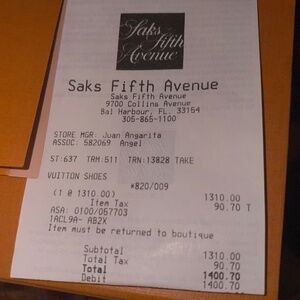 Saks
fifth
Avenue
Saks Fifth Avenue
Saks Fifth Avenue
9700 Collins Avenue
Bal Harbour, FL. 33154
305-865-1100
STORE MGR: Juan Angarita
ASSOC: 582069 Angel
ST:637 TRM:511 TRN:13828 TAKE
VUITTON SHOES
*820/009
(1 @ 1310.00) 1310.00
Item Tax 90.70 T
ASA: 0100/057703
1ACL9A- AB2X
Item must be returned to boutique
Subtotal 1310.00
Total Tax 90.70
Total 1400.70
Debit 1400.70